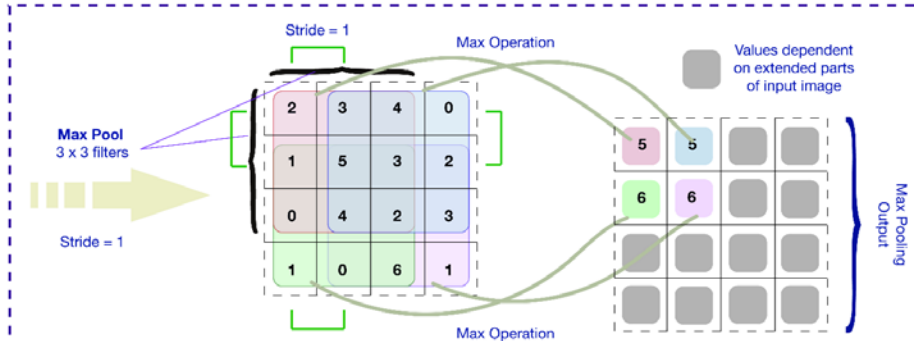 Stride = 1
Max Operation
Values dependent
on extended parts
of input image
Max Pool
3 x 3 filters
2 3 4 0
1 5 3 2
0 4 2 3
1 0 6 1
Stride = 1
5 5
6 6
Max Pooling
Output
Max Operation